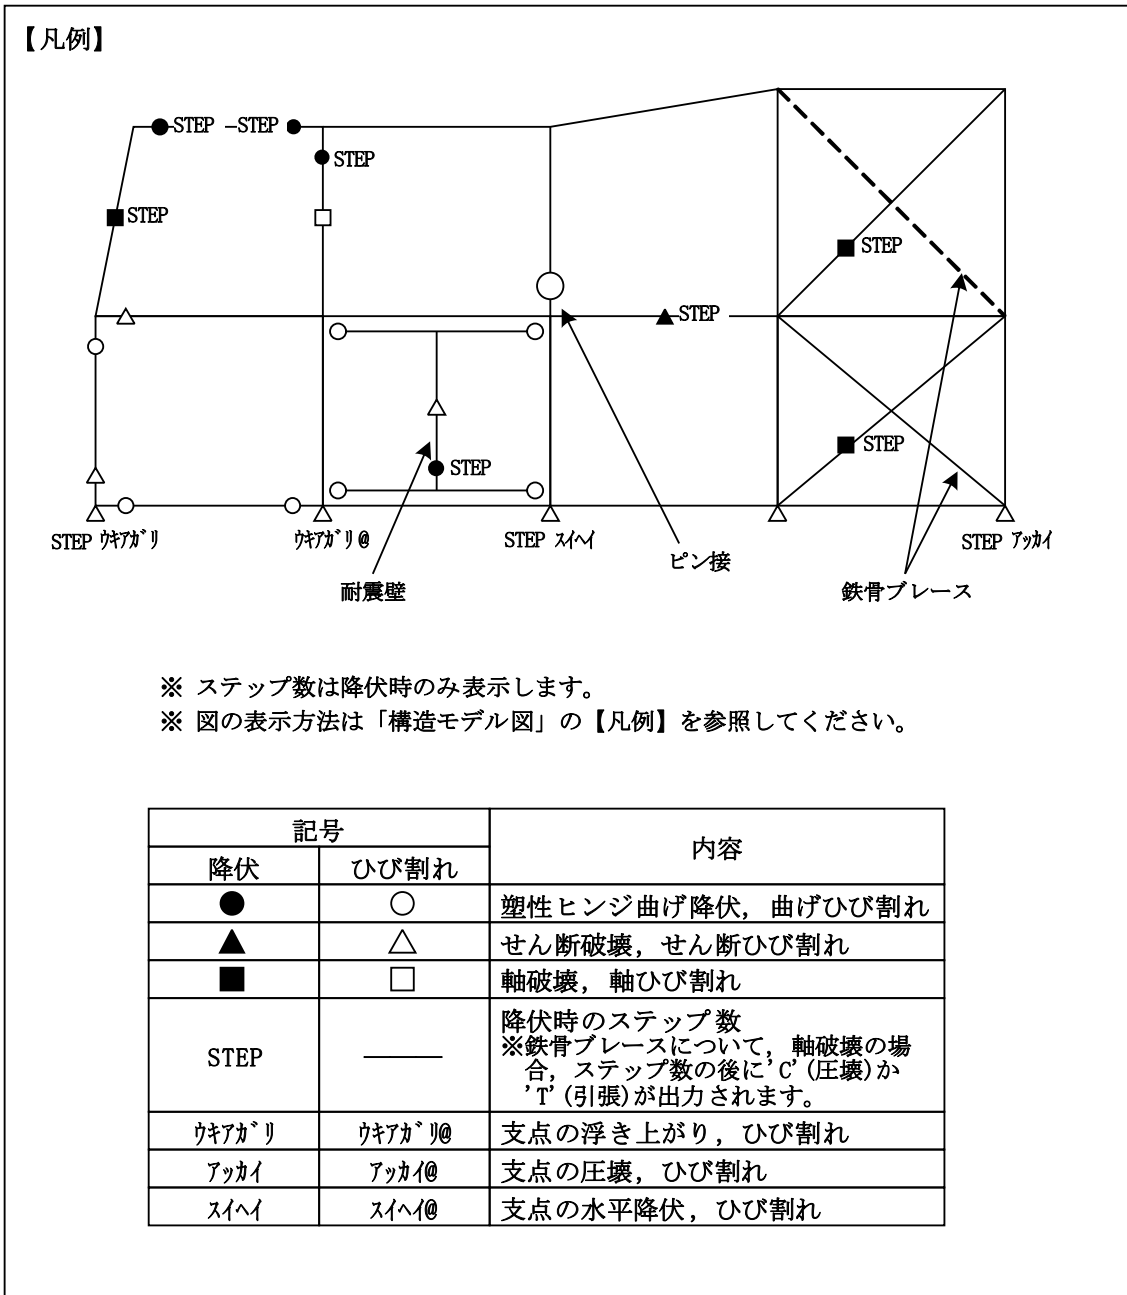 【凡例】
STEP STEP
STEP
STEP
STEP
STEP
STEP
STEP
STEP ｳｷｱｶﾞﾘ ｳｷｱｶﾞﾘ@ STEP ｽｲﾍｲ STEP ｱｯｶｲ
ピン接
耐震壁 鉄骨ブレース
※ ステップ数は降伏時のみ表示します。
※ 図の表示方法は「構造モデル図」の【凡例】を参照してください。
記号 内容
降伏 ひび割れ
● ○ 塑性ヒンジ曲げ降伏, 曲げひび割れ
▲ △ せん断破壊, せん断ひび割れ
■ □ 軸破壊, 軸ひび割れ
降伏時のステップ数
STEP ――― ※鉄骨ブレースについて, 軸破壊の場
合, ステップ数の後に'C'(圧壊)か
'T'(引張)が出力されます。
ｳｷｱｶﾞﾘ ｳｷｱｶﾞﾘ@ 支点の浮き上がり, ひび割れ
ｱｯｶｲ ｱｯｶｲ@ 支点の圧壊, ひび割れ
ｽｲﾍｲ ｽｲﾍｲ@ 支点の水平降伏, ひび割れ